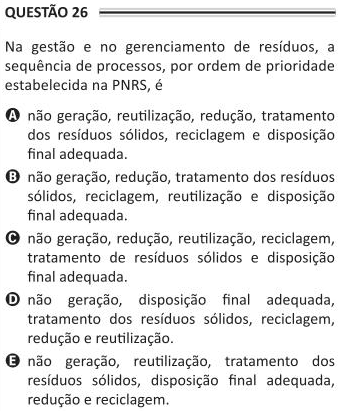 QUESTÃO 26
Na gestão e no gerenciamento de resíduos, a
sequência de processos, por ordem de prioridade
estabelecida na PNRS, é
A não geração, reutilização, redução, tratamento
dos resíduos sólidos, reciclagem e disposição
final adequada.
B não geração, redução, tratamento dos resíduos
sólidos, reciclagem, reutilização e disposição
final adequada.
C não geração, redução, reutilização, reciclagem,
tratamento de resíduos sólidos e disposição
final adequada.
D não geração, disposição final adequada,
tratamento dos resíduos sólidos, reciclagem,
redução e reutilização.
E não geração, reutilização, tratamento dos
resíduos sólidos, disposição final adequada,
redução e reciclagem.